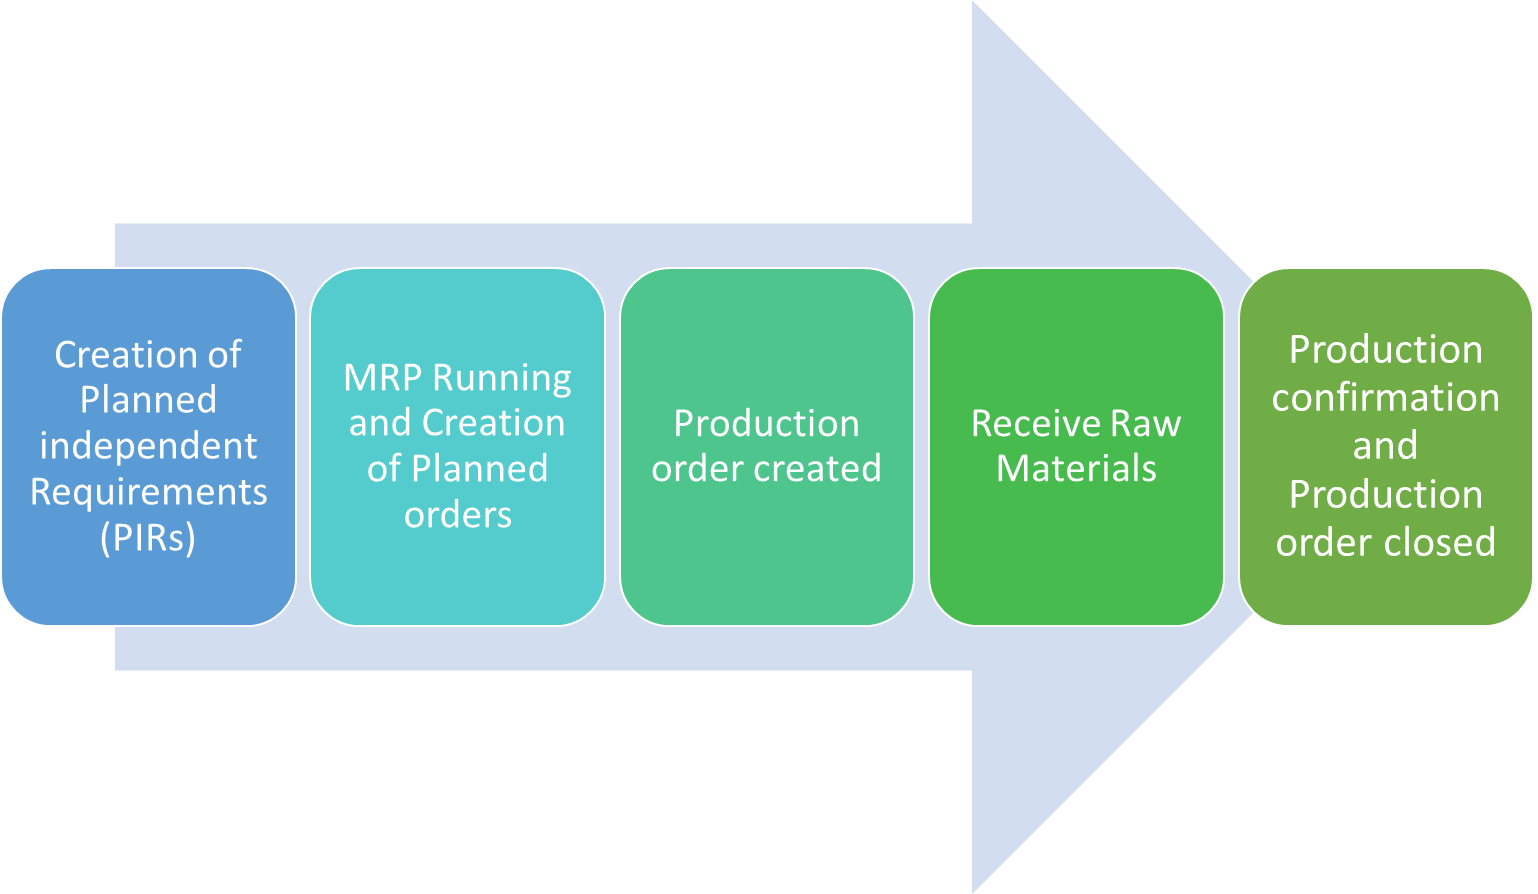 Creation of
Planned
independent
Requirements
(PIRs)
MRP Running
and Creation
of Planned
orders
Production
order created
Receive Raw
Materials
Production
confirmation
and
Production
order closed